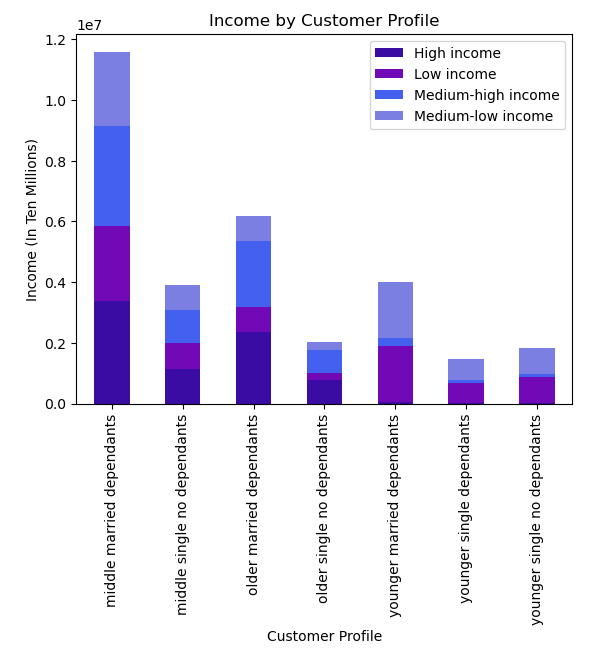 Income by Customer Profile
1e7
1.2
1.0
0.8
0.6
0.4
0.2
0.0
Income (In Ten Millions)
High income
Low income
Medium-high income
Medium-low income
middle married dependants
middle single no dependants
older married dependants
older single no dependants
younger married dependants
younger single dependants
younger single no dependants
Customer Profile